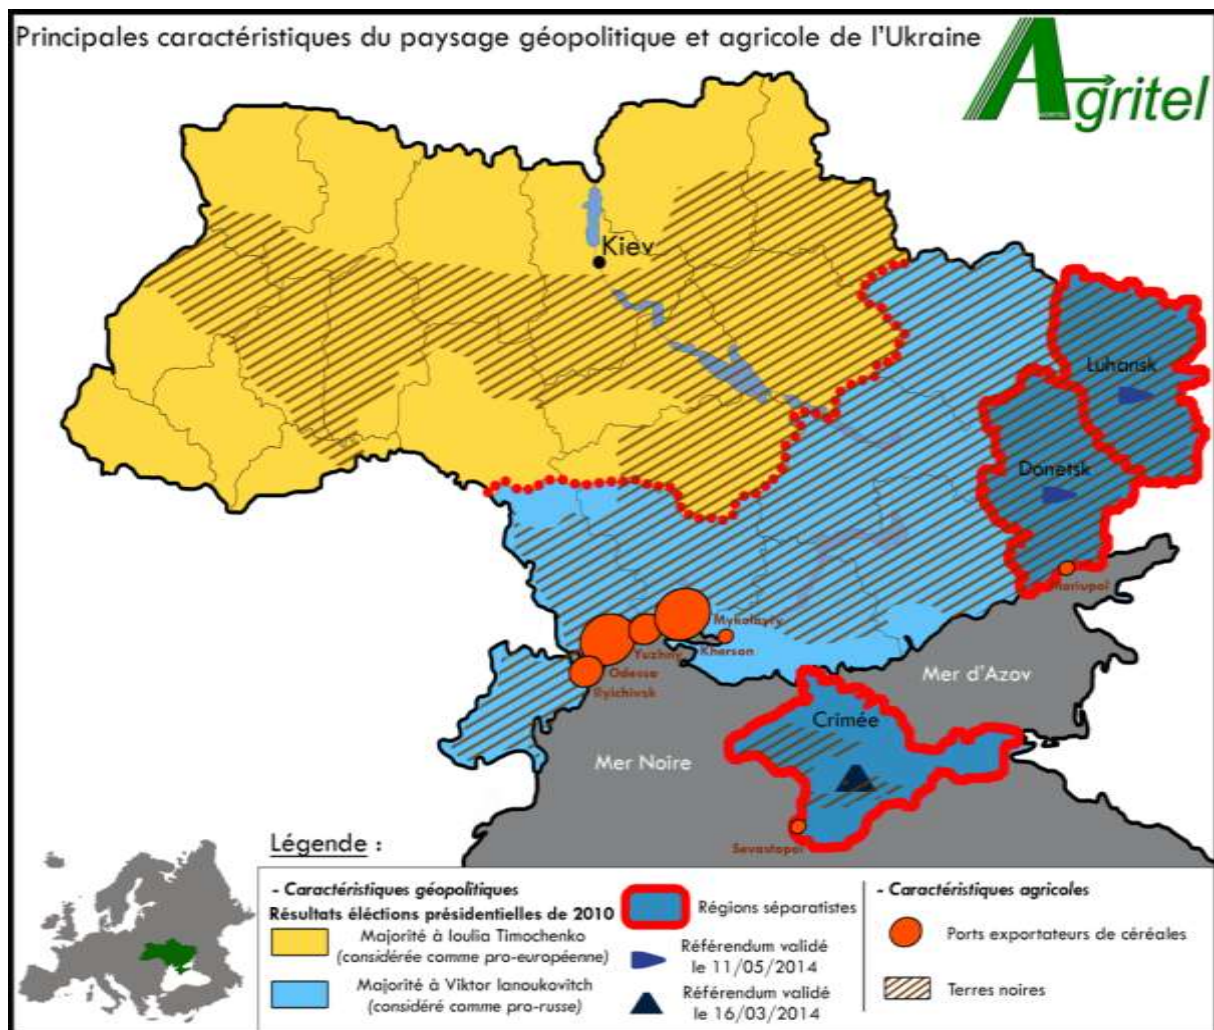 Principales caractéristiques du paysage géopolitique et agricole de l'Ukraine
Agritel
Kiev
Luhansk
Donetsk
Mariupol
Mykolayiv
Kherson
Yuzhny
Odessa
Ilyichivsk
Mer d'Azov
Crimée
Mer Noire
Sevastopol
Légende :
- Caractéristiques géopolitiques
Résultats éléctions présidentielles de 2010
Majorité à Ioulia Timochenko
(considérée comme pro-européenne)
Majorité à Viktor Ianoukovitch
(considéré comme pro-russe)
Régions séparatistes
Référendum validé
le 11/05/2014
Référendum validé
le 16/03/2014
- Caractéristiques agricoles
Ports exportateurs de céréales
Terres noires